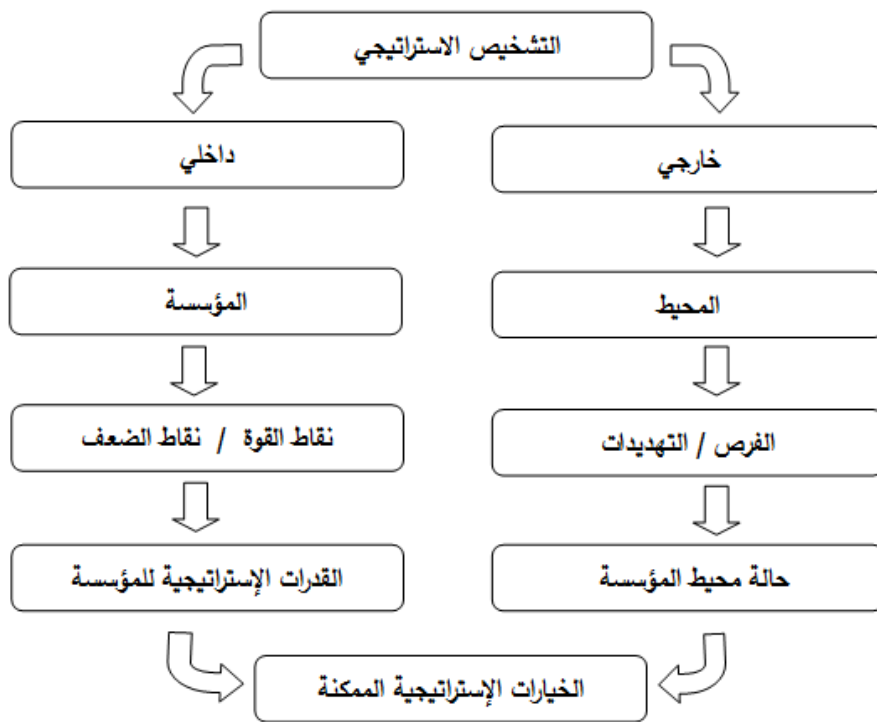 التشخيص الاستراتيجي
خارجي
داخلي
المحيط
المؤسسة
الفرص / التهديدات
نقاط القوة / نقاط الضعف
حالة محيط المؤسسة
القدرات الإستراتيجية للمؤسسة
الخيارات الإستراتيجية الممكنة